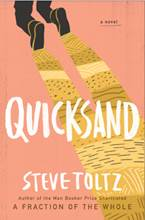 a novel
QUICKSAND
STEVE TOLTZ
Author of the Man Booker Prize Shortlisted
A FRACTION OF THE WHOLE